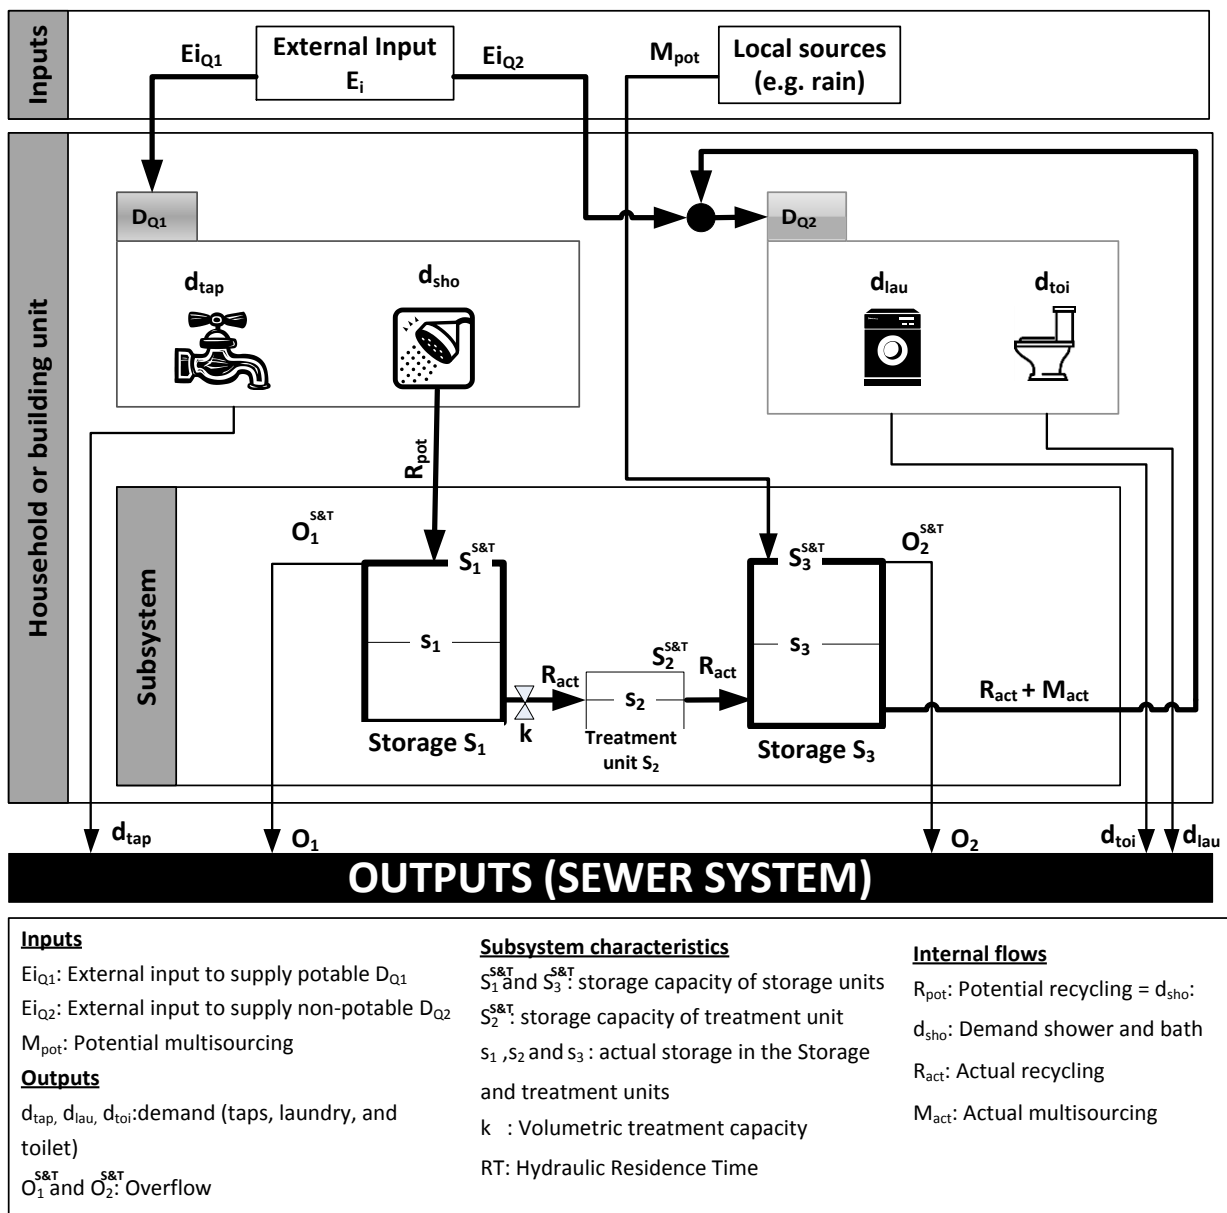 Inputs
Ei_Q1
External Input
E_i
Ei_Q2
M_pot
Local sources
(e.g. rain)
Household or building unit
D_Q1
D_Q2
d_tap
d_sho
d_lau
d_toi
R_pot
Subsystem
O_1^S&T
S_1^S&T
S_3^S&T
O_2^S&T
s_1
s_3
R_act
S_2^S&T
R_act
s_2
R_act + M_act
k
Storage S_1
Treatment
unit S_2
Storage S_3
d_tap
O_1
O_2
d_toi
d_lau
OUTPUTS (SEWER SYSTEM)
Inputs
Ei_Q1: External input to supply potable D_Q1
Ei_Q2: External input to supply non-potable D_Q2
M_pot: Potential multisourcing
Outputs
d_tap, d_lau, d_toi:demand (taps, laundry, and
toilet)
O_1^S&T and O_2^S&T: Overflow
Subsystem characteristics
S_1^S&T and S_3^S&T: storage capacity of storage units
S_2^S&T: storage capacity of treatment unit
s_1 ,s_2 and s_3 : actual storage in the Storage
and treatment units
k : Volumetric treatment capacity
RT: Hydraulic Residence Time
Internal flows
R_pot: Potential recycling = d_sho:
d_sho: Demand shower and bath
R_act: Actual recycling
M_act: Actual multisourcing